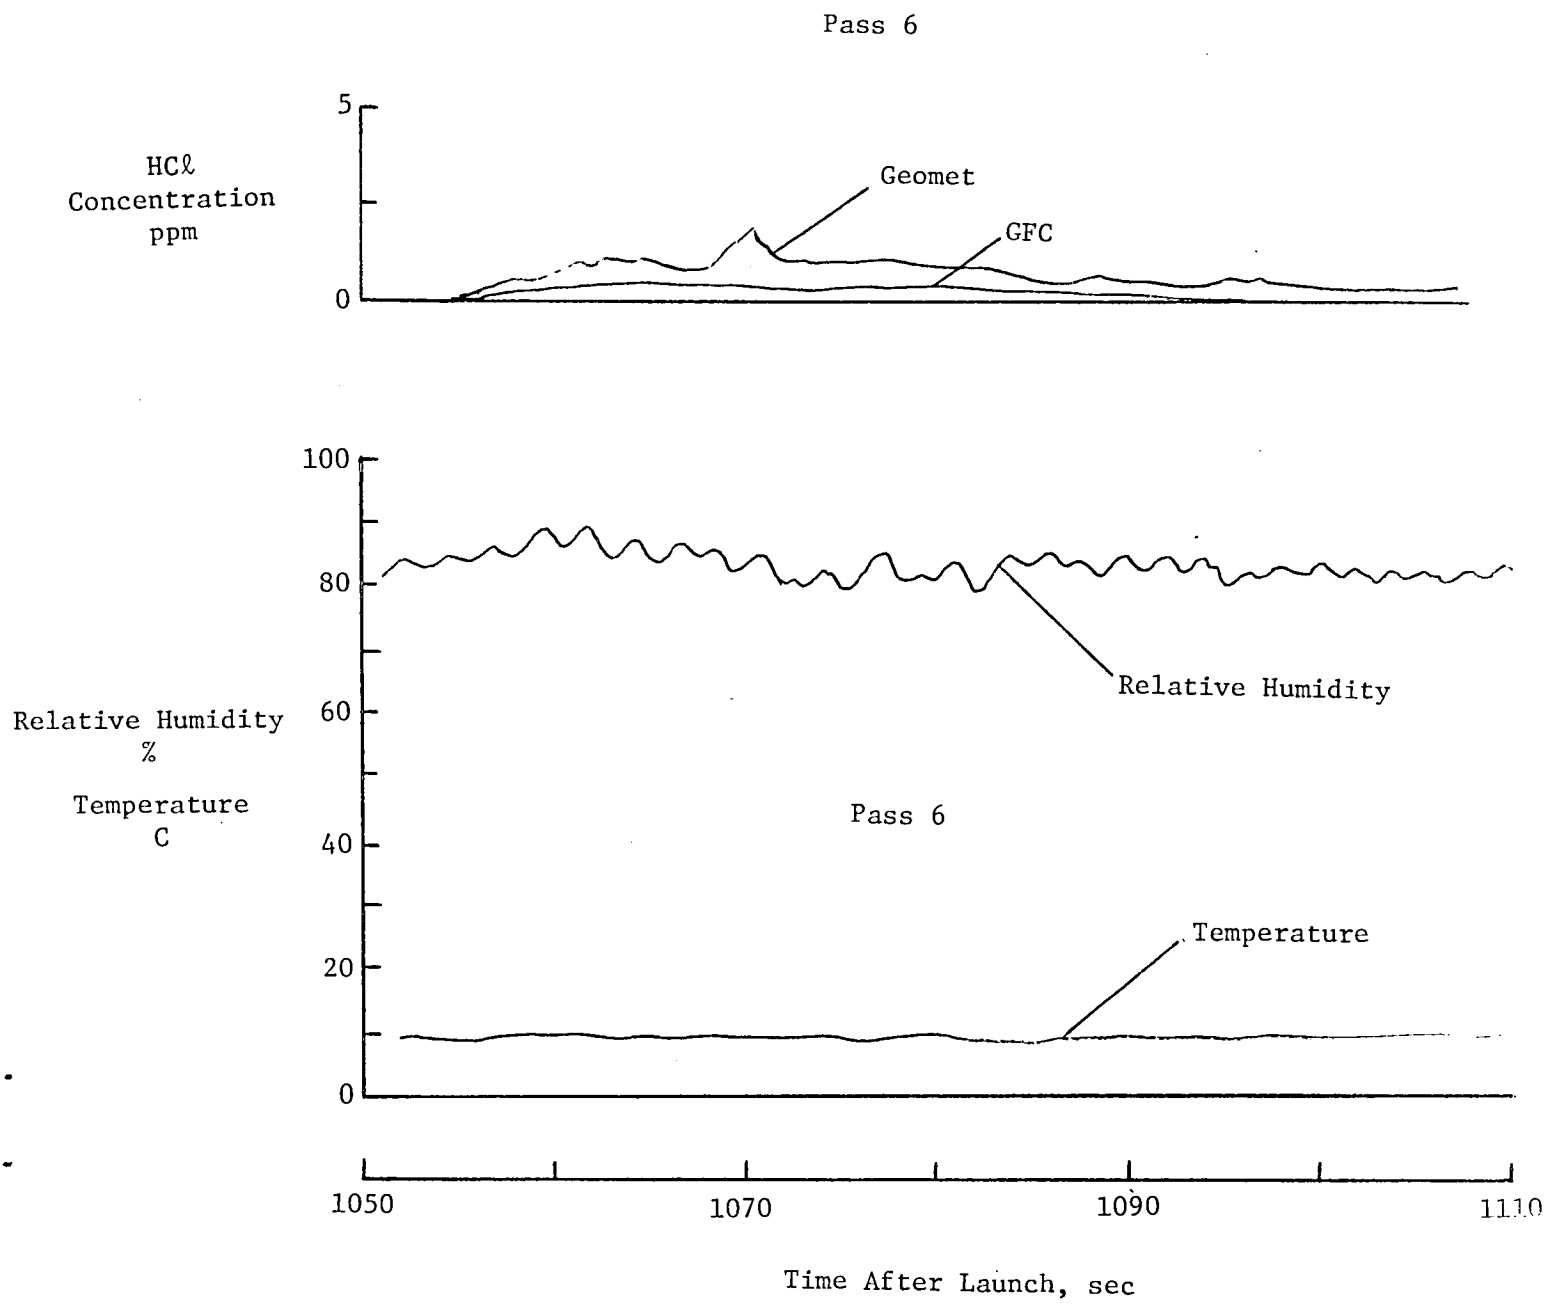 Pass 6
5
HCℓ
Concentration
ppm
Geomet
GFC
0
100
80
Relative Humidity
60
Relative Humidity
%
Temperature
C
Pass 6
40
Temperature
20
0
1050 1070 1090 1110
Time After Launch, sec